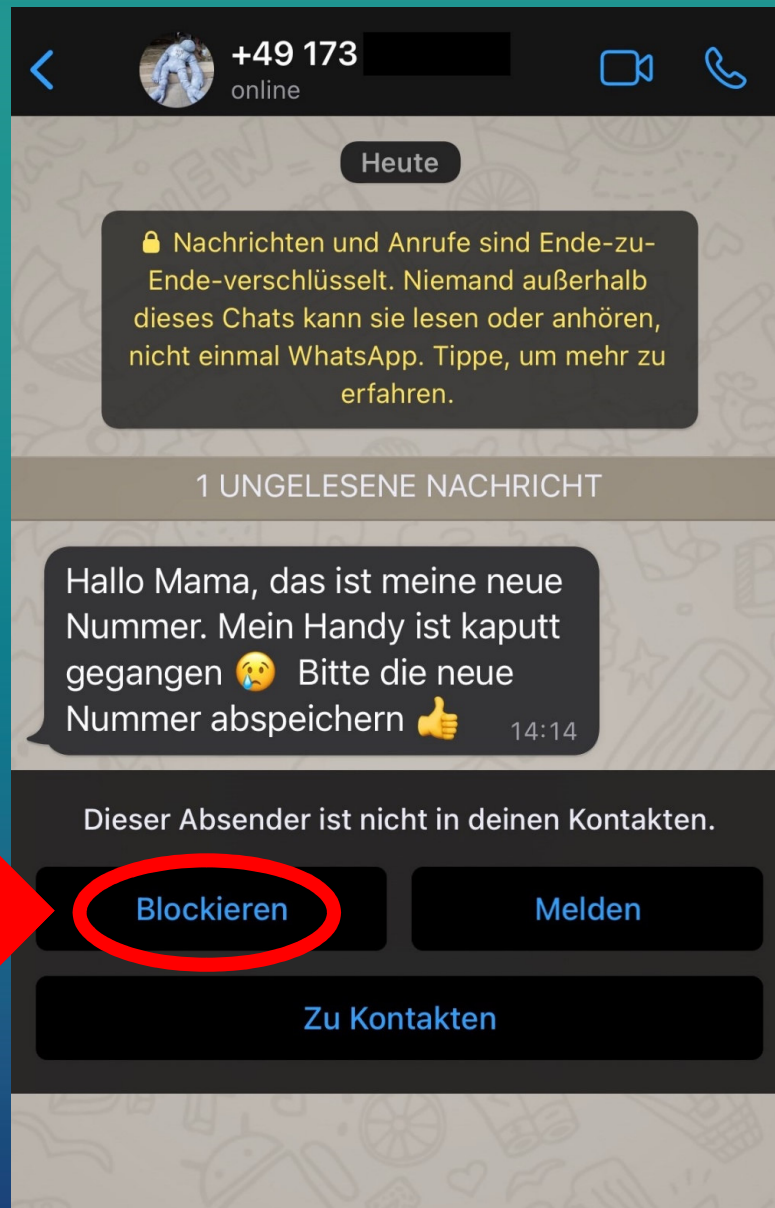 +49 173
online
Heute
Nachrichten und Anrufe sind Ende-zu-
Ende-verschlüsselt. Niemand außerhalb
dieses Chats kann sie lesen oder anhören,
nicht einmal WhatsApp. Tippe, um mehr zu
erfahren.
1 UNGELESENE NACHRICHT
Hallo Mama, das ist meine neue
Nummer. Mein Handy ist kaputt
gegangen 😢 Bitte die neue
Nummer abspeichern 👍 14:14
Dieser Absender ist nicht in deinen Kontakten.
Blockieren Melden
Zu Kontakten